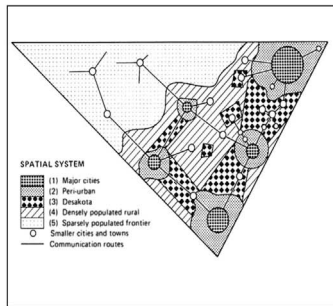 SPATIAL SYSTEM
(1) Major cities
(2) Peri-urban
(3) Desakota
(4) Densely populated rural
(5) Sparsely populated frontier
Smaller cities and towns
Communication routes